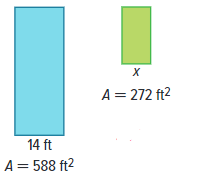 x
A = 272 ft²
14 ft
A = 588 ft²